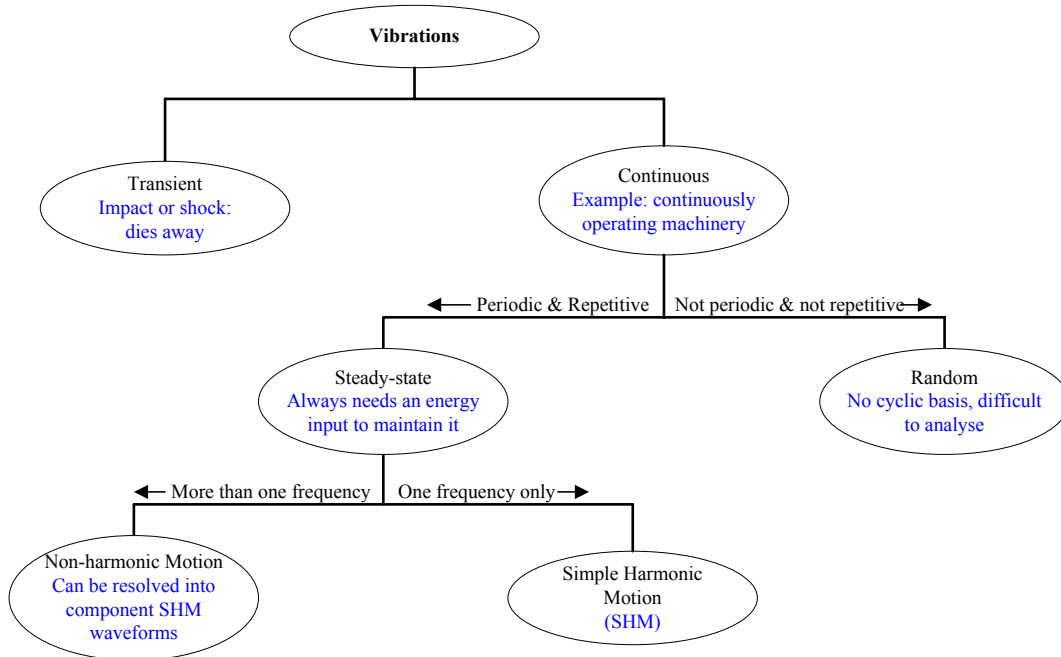 Vibrations
Transient
Impact or shock:
dies away
Continuous
Example: continuously
operating machinery
Periodic & Repetitive
Not periodic & not repetitive
Steady-state
Always needs an energy
input to maintain it
Random
No cyclic basis, difficult
to analyse
More than one frequency
One frequency only
Non-harmonic Motion
Can be resolved into
component SHM
waveforms
Simple Harmonic
Motion
(SHM)